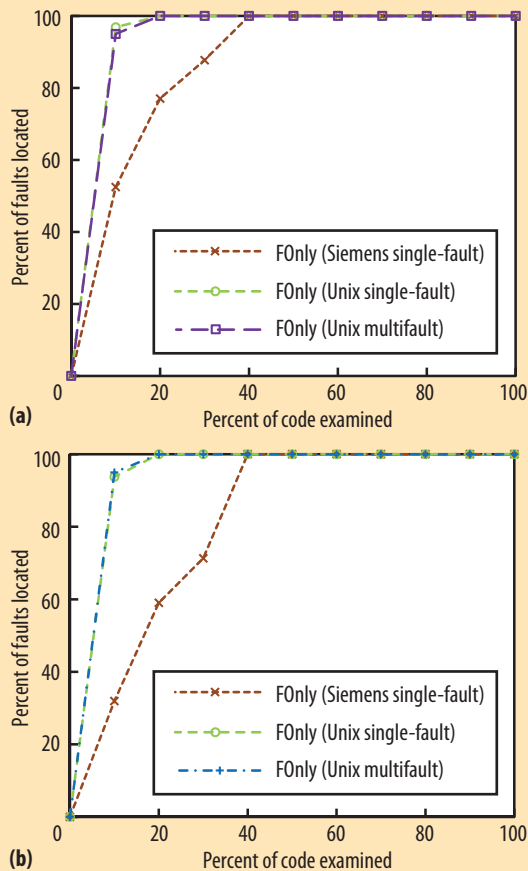 100
80
60
40
20
Percent of faults located
FOnly (Siemens single-fault)
FOnly (Unix single-fault)
FOnly (Unix multifault)
0 20 40 60 80 100
Percent of code examined
(a)
100
80
60
40
20
Percent of faults located
FOnly (Siemens single-fault)
FOnly (Unix single-fault)
FOnly (Unix multifault)
0 20 40 60 80 100
Percent of code examined
(b)